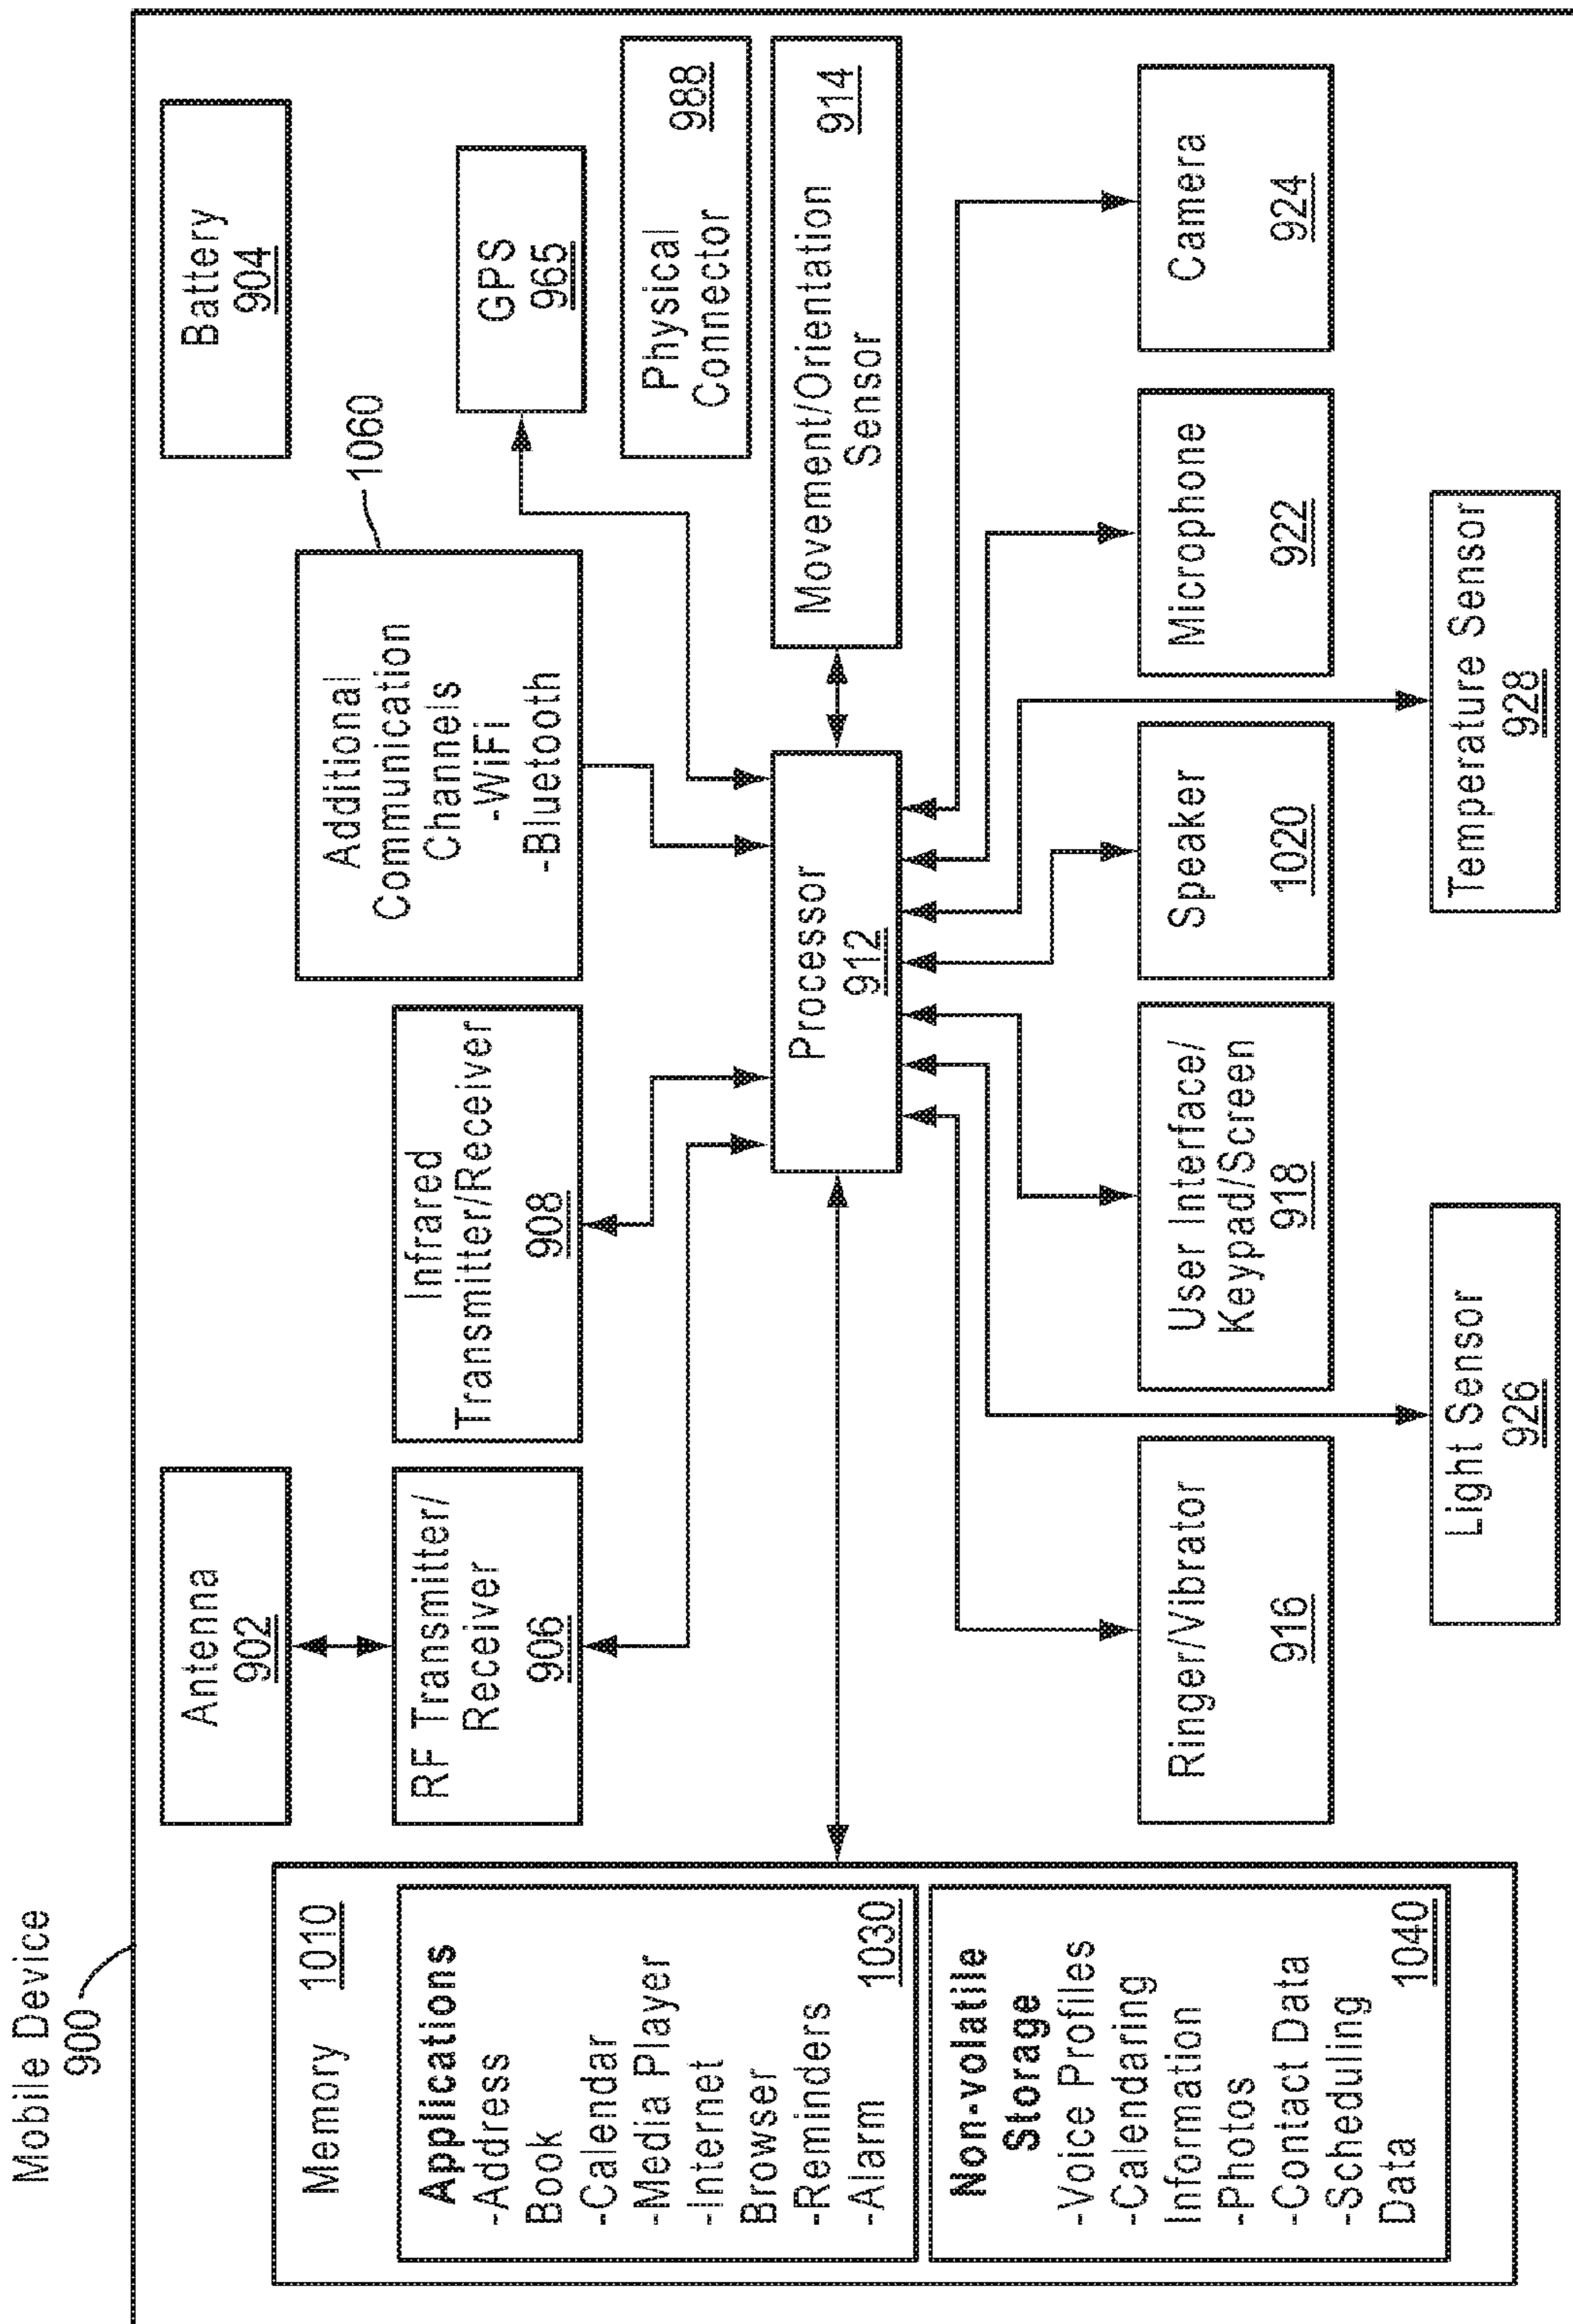 Mobile Device
900
Memory 1010
Applications
-Address
Book
-Calendar
-Media Player
-Internet
Browser
-Reminders
-Alarm 1030
Non-volatile
Storage
-Voice Profiles
-Calendaring
Information
-Photos
-Contact Data
-Scheduling
Data 1040
Antenna
902
RF Transmitter/
Receiver
906
Infrared
Transmitter/Receiver
908
Additional
Communication
Channels
-WiFi
-Bluetooth
1060
Battery
904
GPS
965
Physical
Connector 988
Movement/Orientation 914
Sensor
Processor
912
Ringer/Vibrator
916
User Interface/
Keypad/Screen
918
Speaker
1020
Microphone
922
Camera
924
Light Sensor
926
Temperature Sensor
928